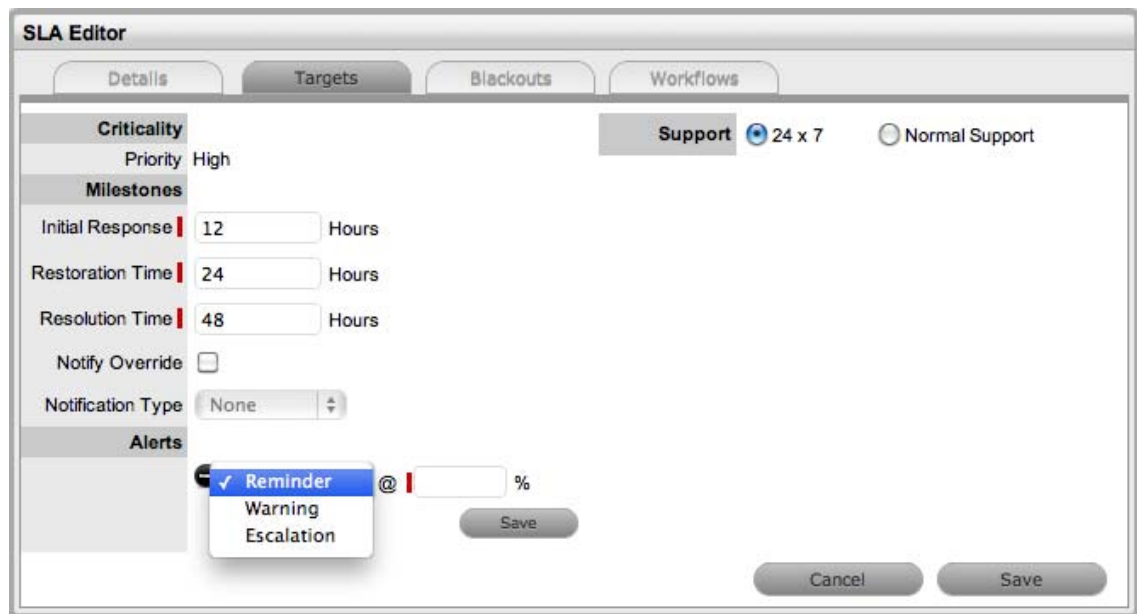 SLA Editor
Details Targets Blackouts Workflows
Criticality Support 24 x 7 Normal Support
Priority High
Milestones
Initial Response 12 Hours
Restoration Time 24 Hours
Resolution Time 48 Hours
Notify Override
Notification Type None
Alerts
✓ Reminder @ %
Warning
Save
Escalation
Cancel Save